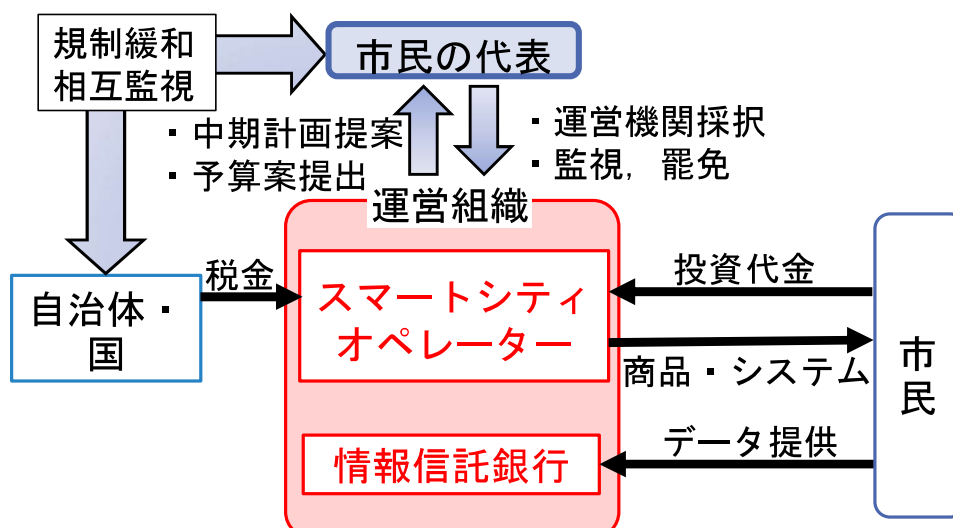 規制緩和
相互監視
市民の代表
・中期計画提案
・予算案提出
・運営機関採択
・監視，罷免
運営組織
税金
自治体・
国
スマートシティ
オペレーター
投資代金
商品・システム
市
民
情報信託銀行
データ提供